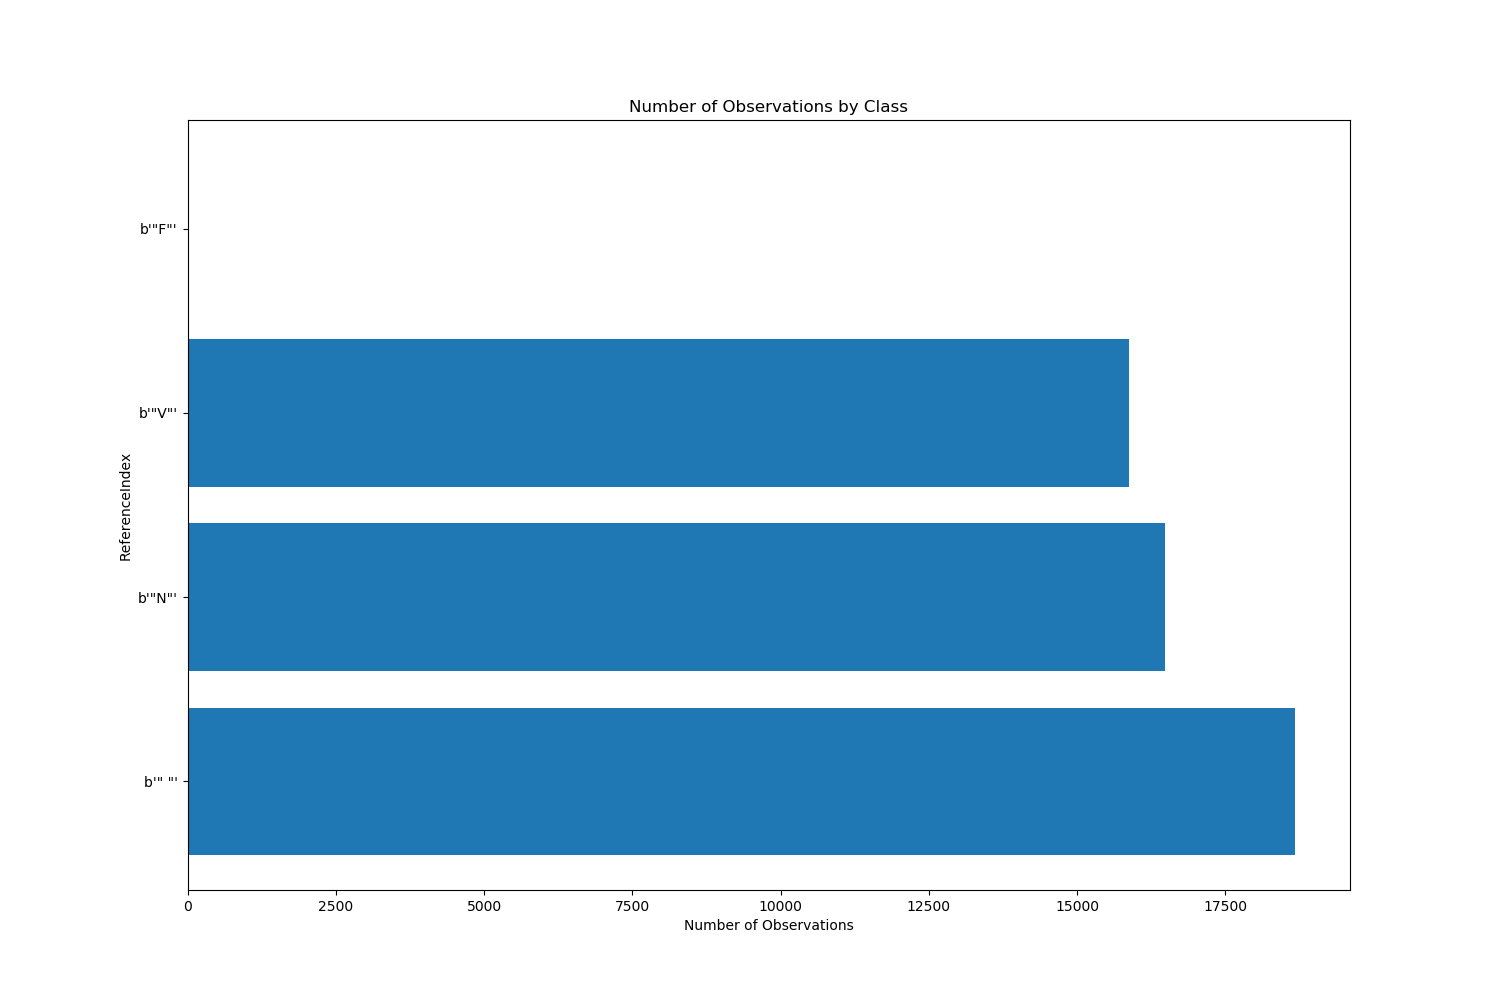 Number of Observations by Class
b'"F"'
b'"V"'
b'"N"'
b'" "'
ReferenceIndex
0 2500 5000 7500 10000 12500 15000 17500
Number of Observations